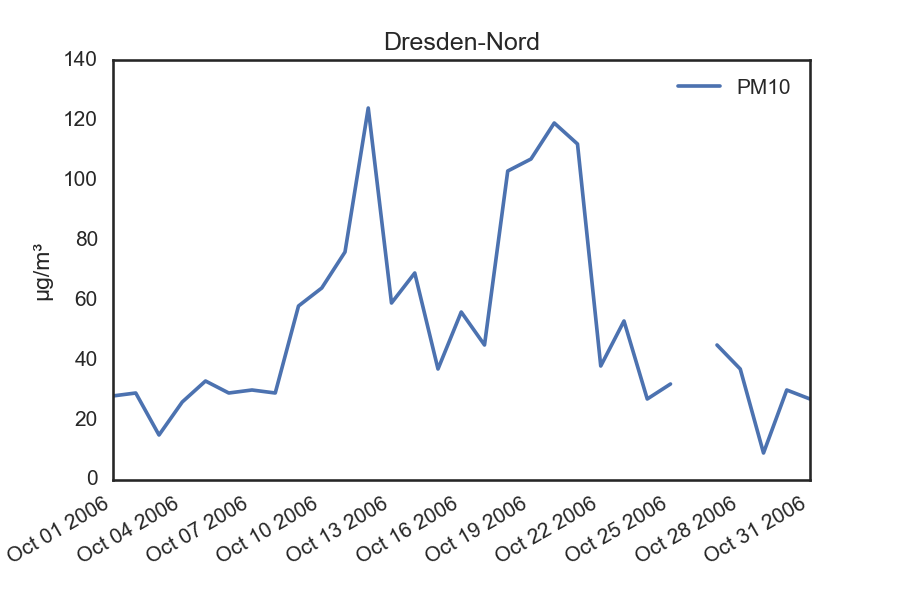 Dresden-Nord
140
120
100
80
60
40
20
0
µg/m³
PM10
Oct 01 2006
Oct 04 2006
Oct 07 2006
Oct 10 2006
Oct 13 2006
Oct 16 2006
Oct 19 2006
Oct 22 2006
Oct 25 2006
Oct 28 2006
Oct 31 2006